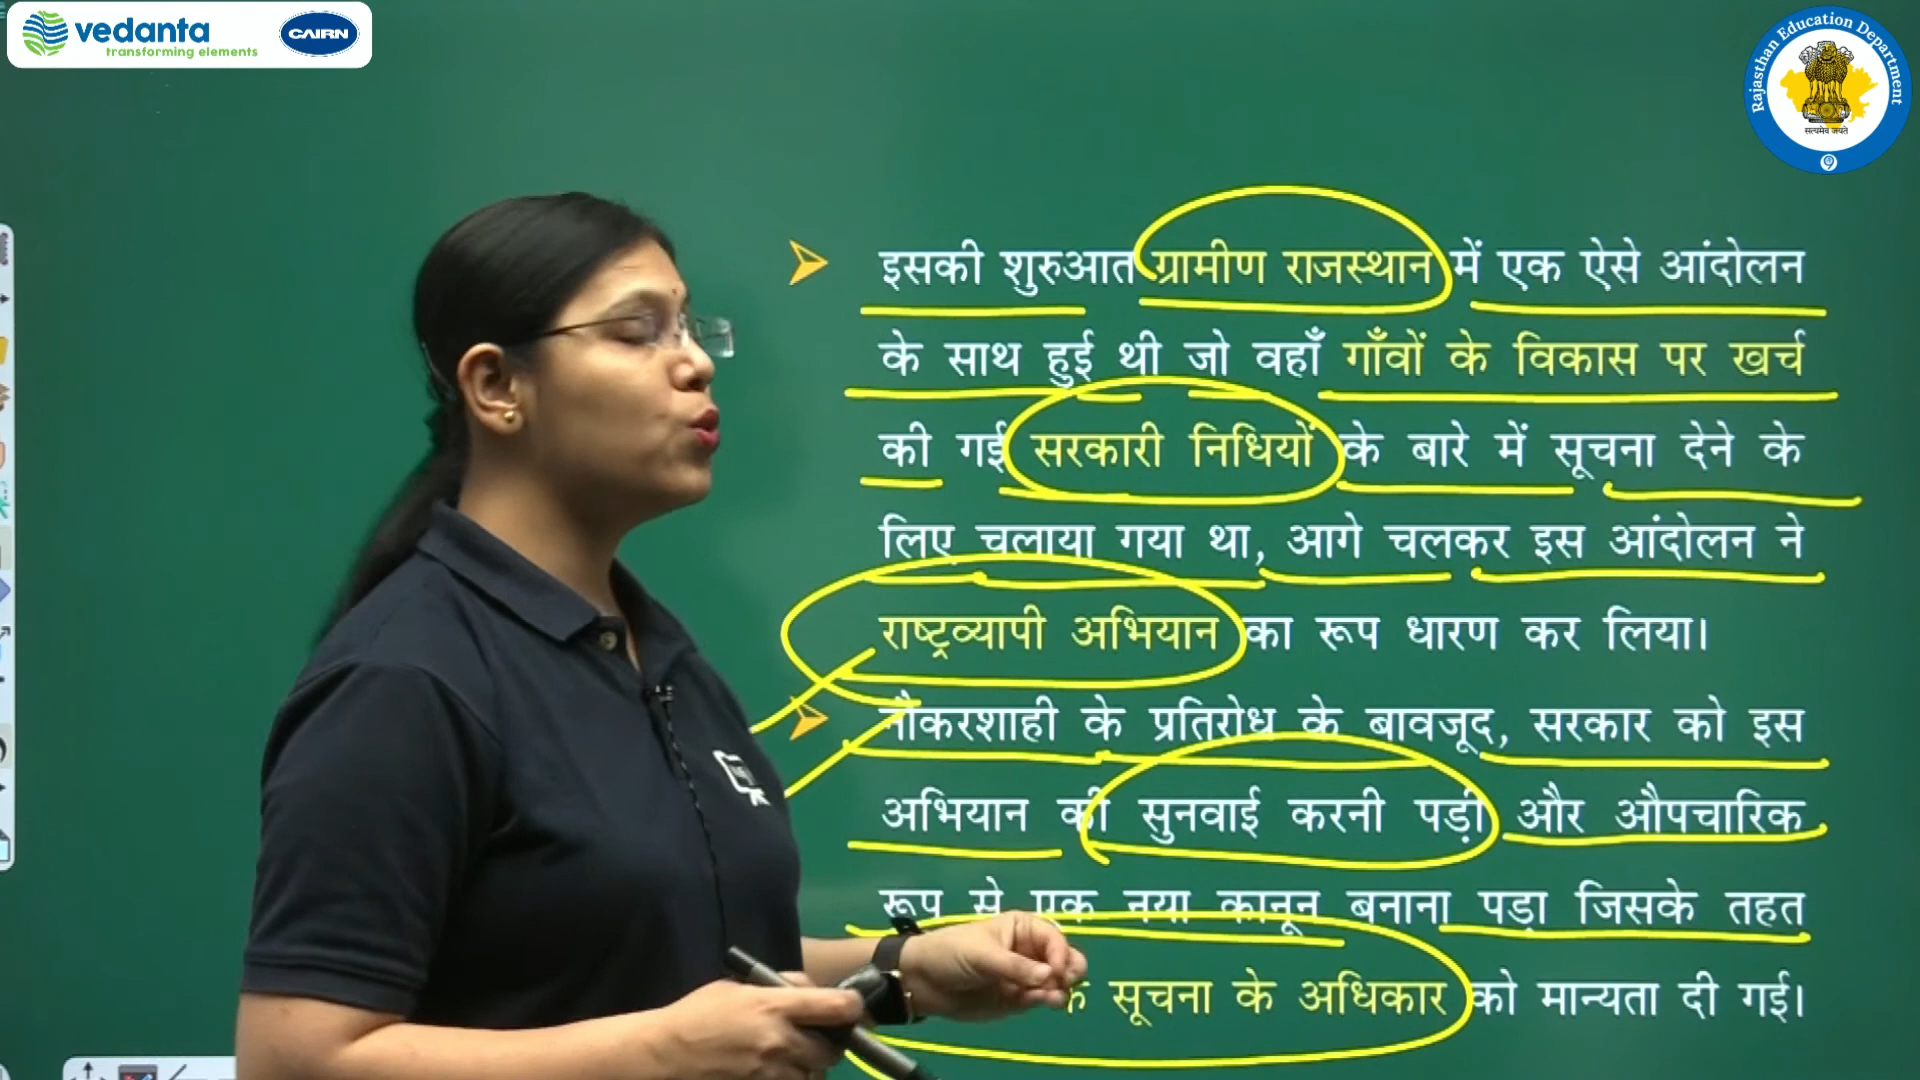 vedanta
transforming elements
CAIRN
Rajasthan Education Department
सत्यमेव जयते
इसकी शुरुआत ग्रामीण राजस्थान में एक ऐसे आंदोलन
के साथ हुई थी जो वहाँ गाँवों के विकास पर खर्च
की गई सरकारी निधियों के बारे में सूचना देने के
लिए चलाया गया था, आगे चलकर इस आंदोलन ने
राष्ट्रव्यापी अभियान का रूप धारण कर लिया।
नौकरशाही के प्रतिरोध के बावजूद, सरकार को इस
अभियान की सुनवाई करनी पड़ी और औपचारिक
रूप से एक नया कानून बनाना पड़ा जिसके तहत
सूचना के अधिकार को मान्यता दी गई।